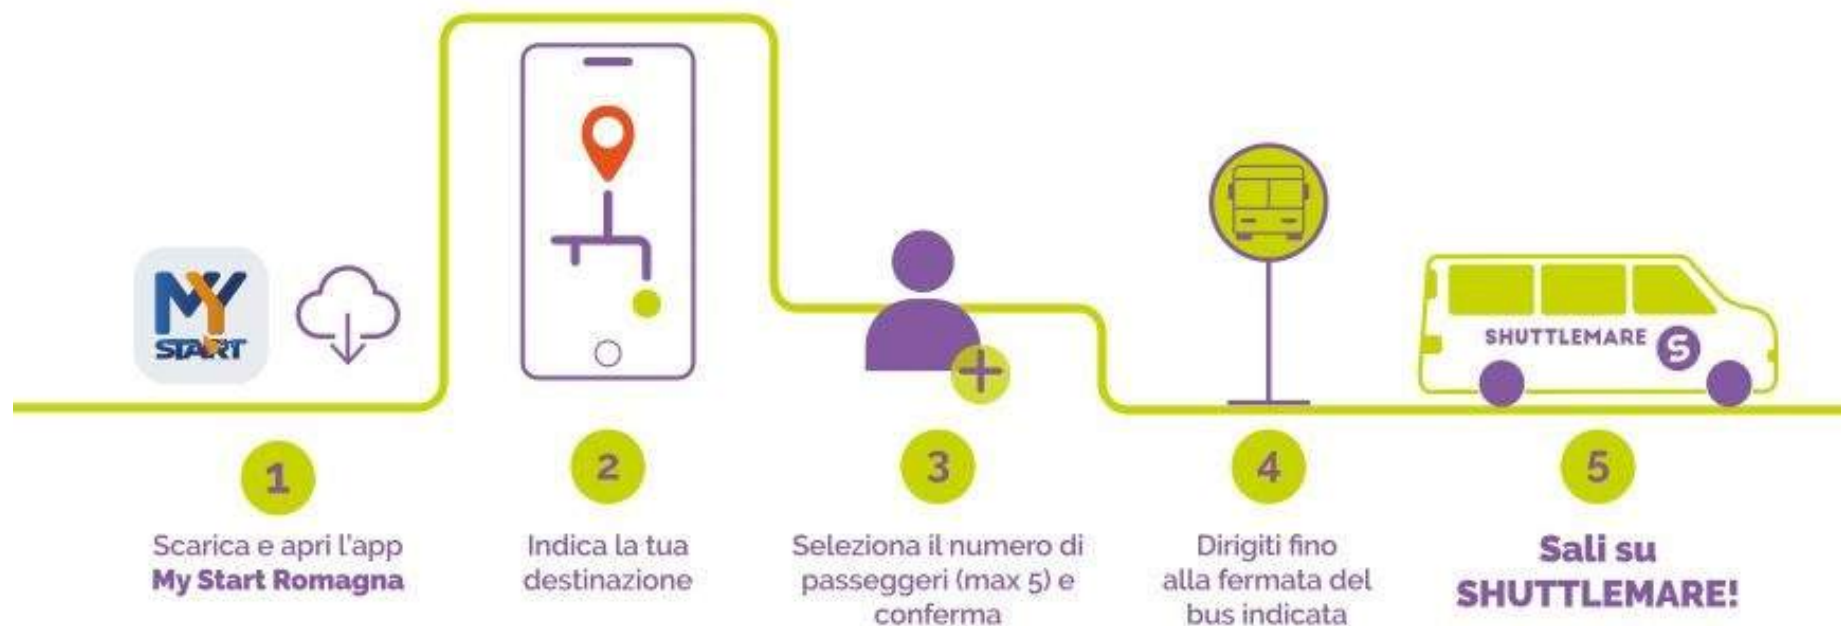 MY
START
SHUTTLEMARE S
1
Scarica e apri l'app
My Start Romagna
2
Indica la tua
destinazione
3
Seleziona il numero di
passeggeri (max 5) e
conferma
4
Dirigiti fino
alla fermata del
bus indicata
5
Sali su
SHUTTLEMARE!